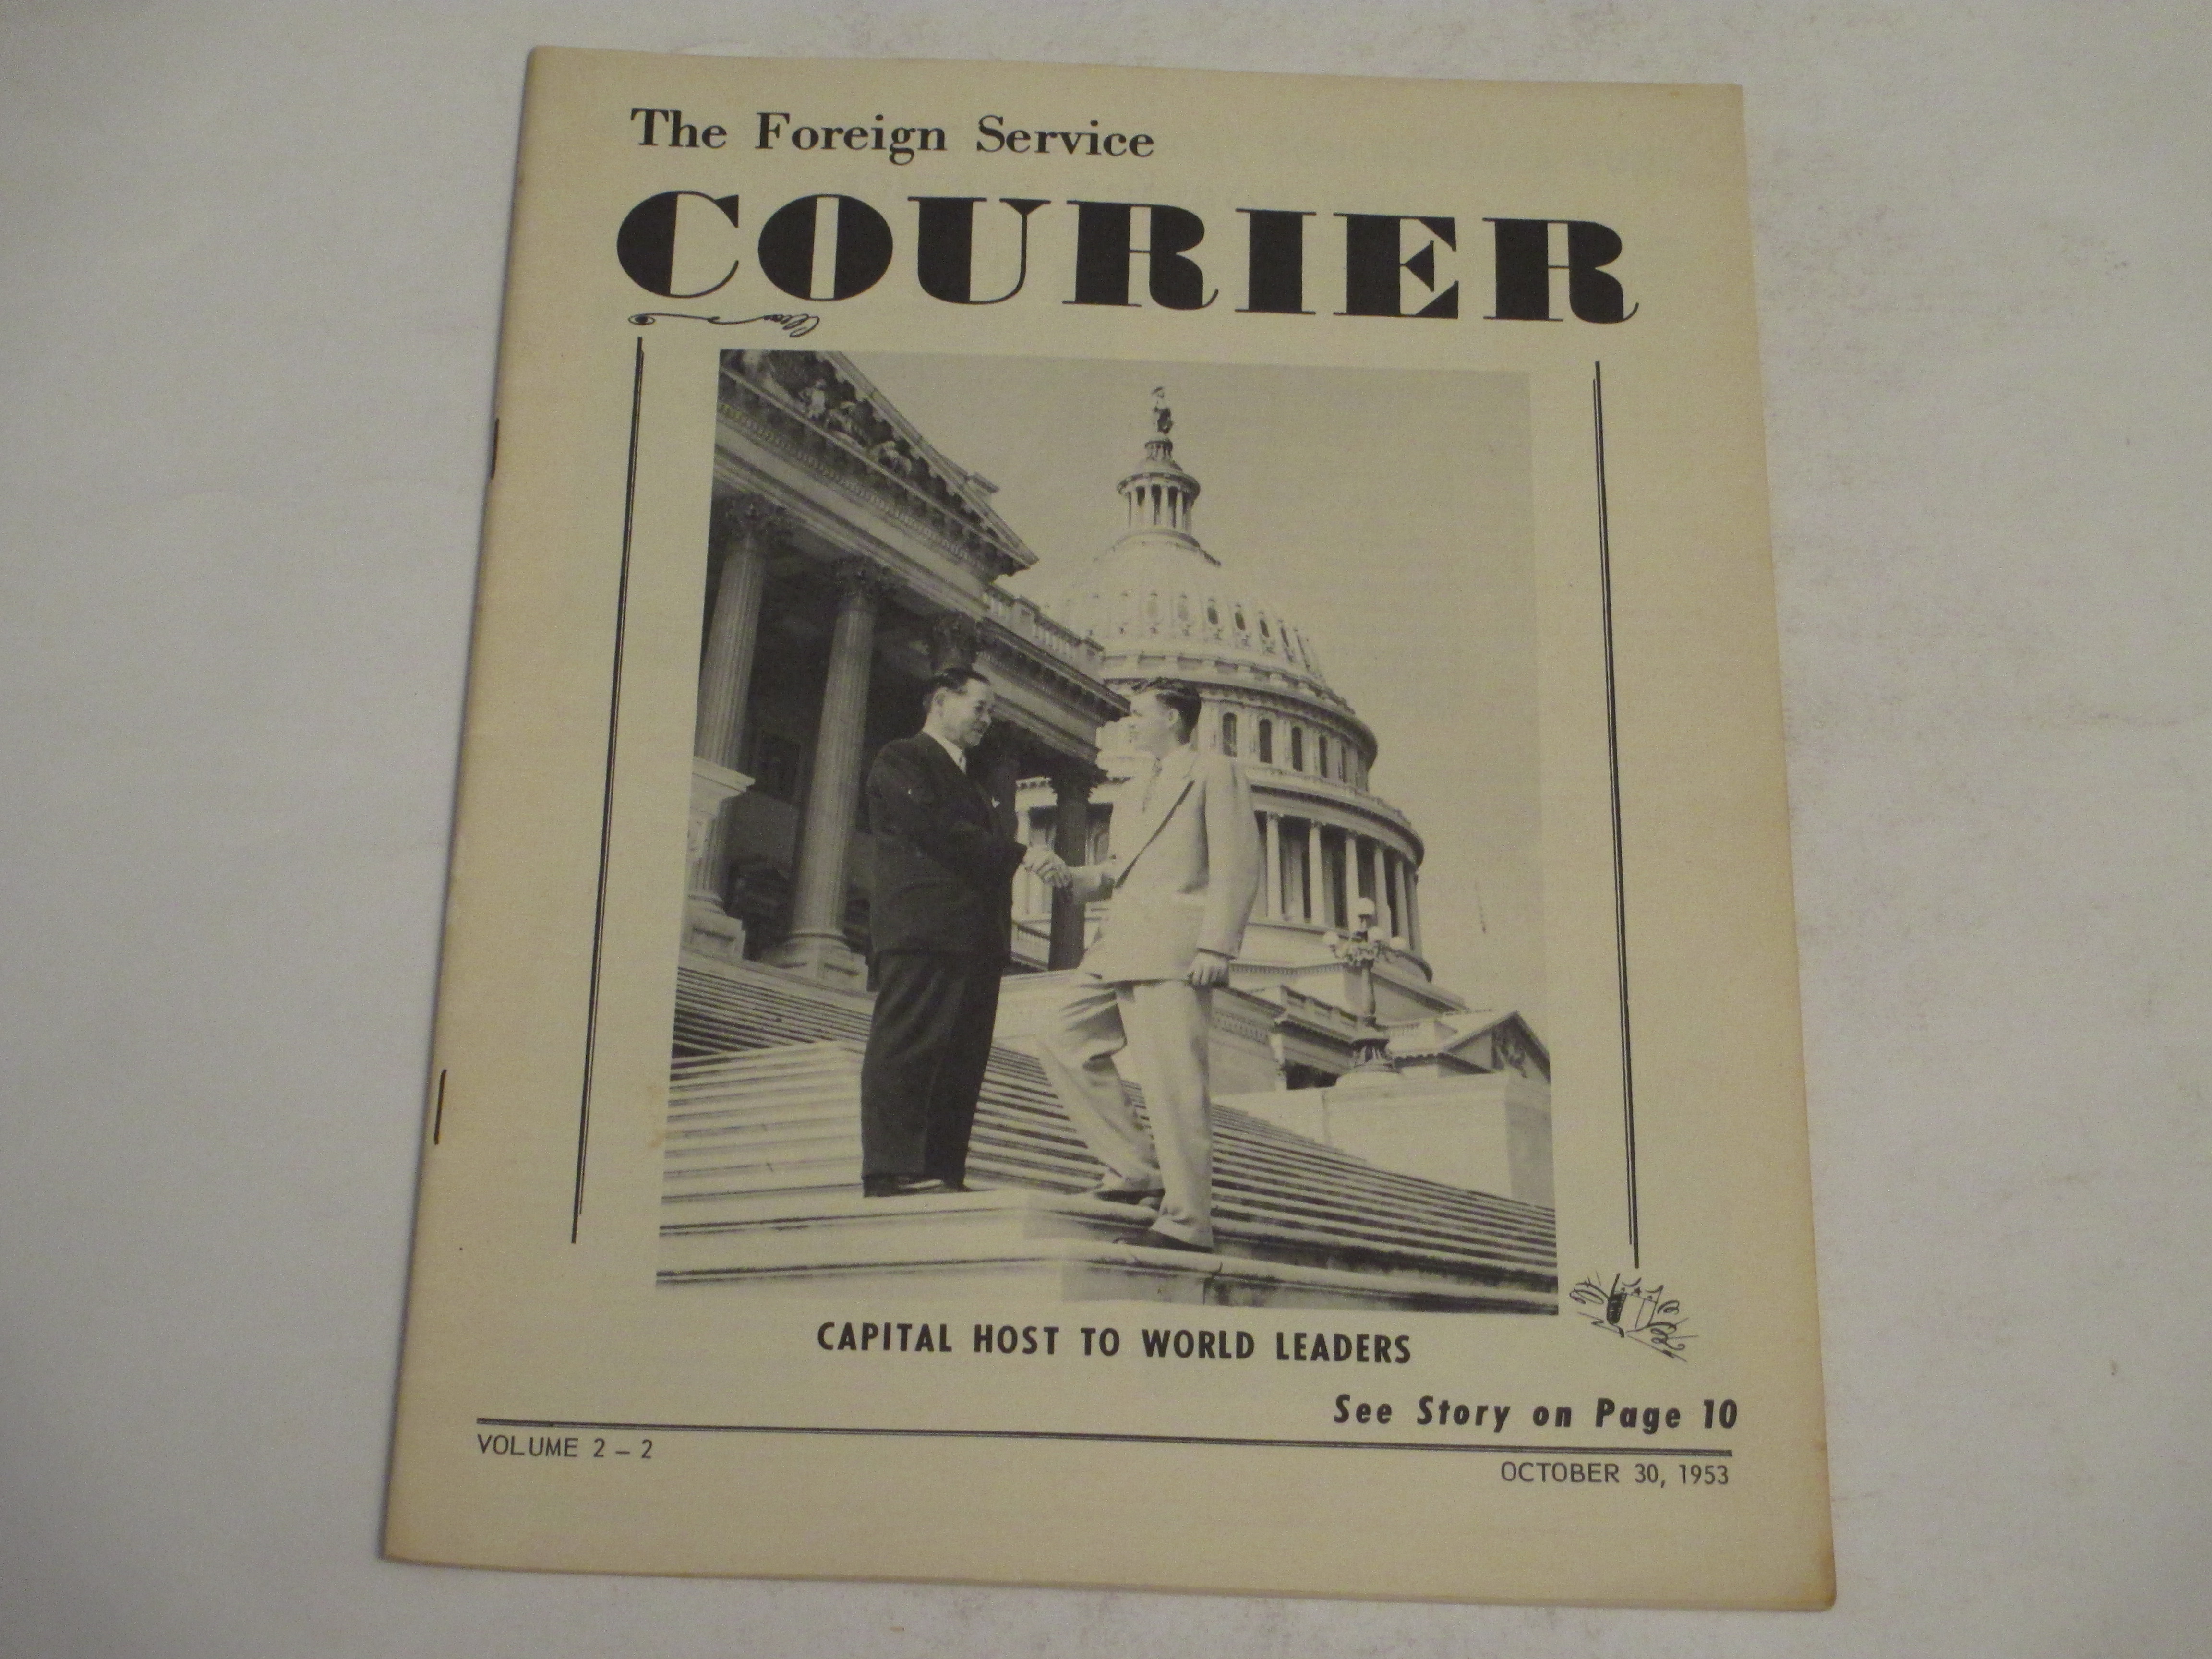 The Foreign Service
COURIER
CAPITAL HOST TO WORLD LEADERS
See Story on Page 10
VOLUME 2 – 2
OCTOBER 30, 1953